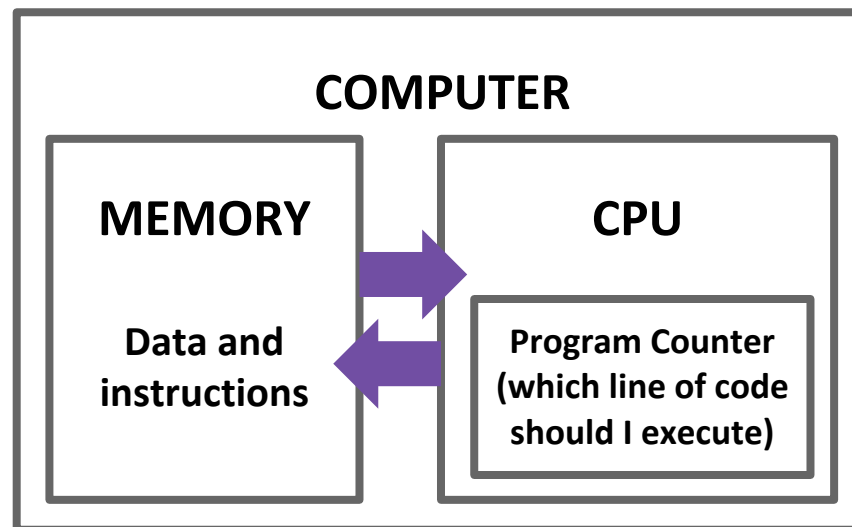 COMPUTER
MEMORY
Data and
instructions
CPU
Program Counter
(which line of code
should I execute)